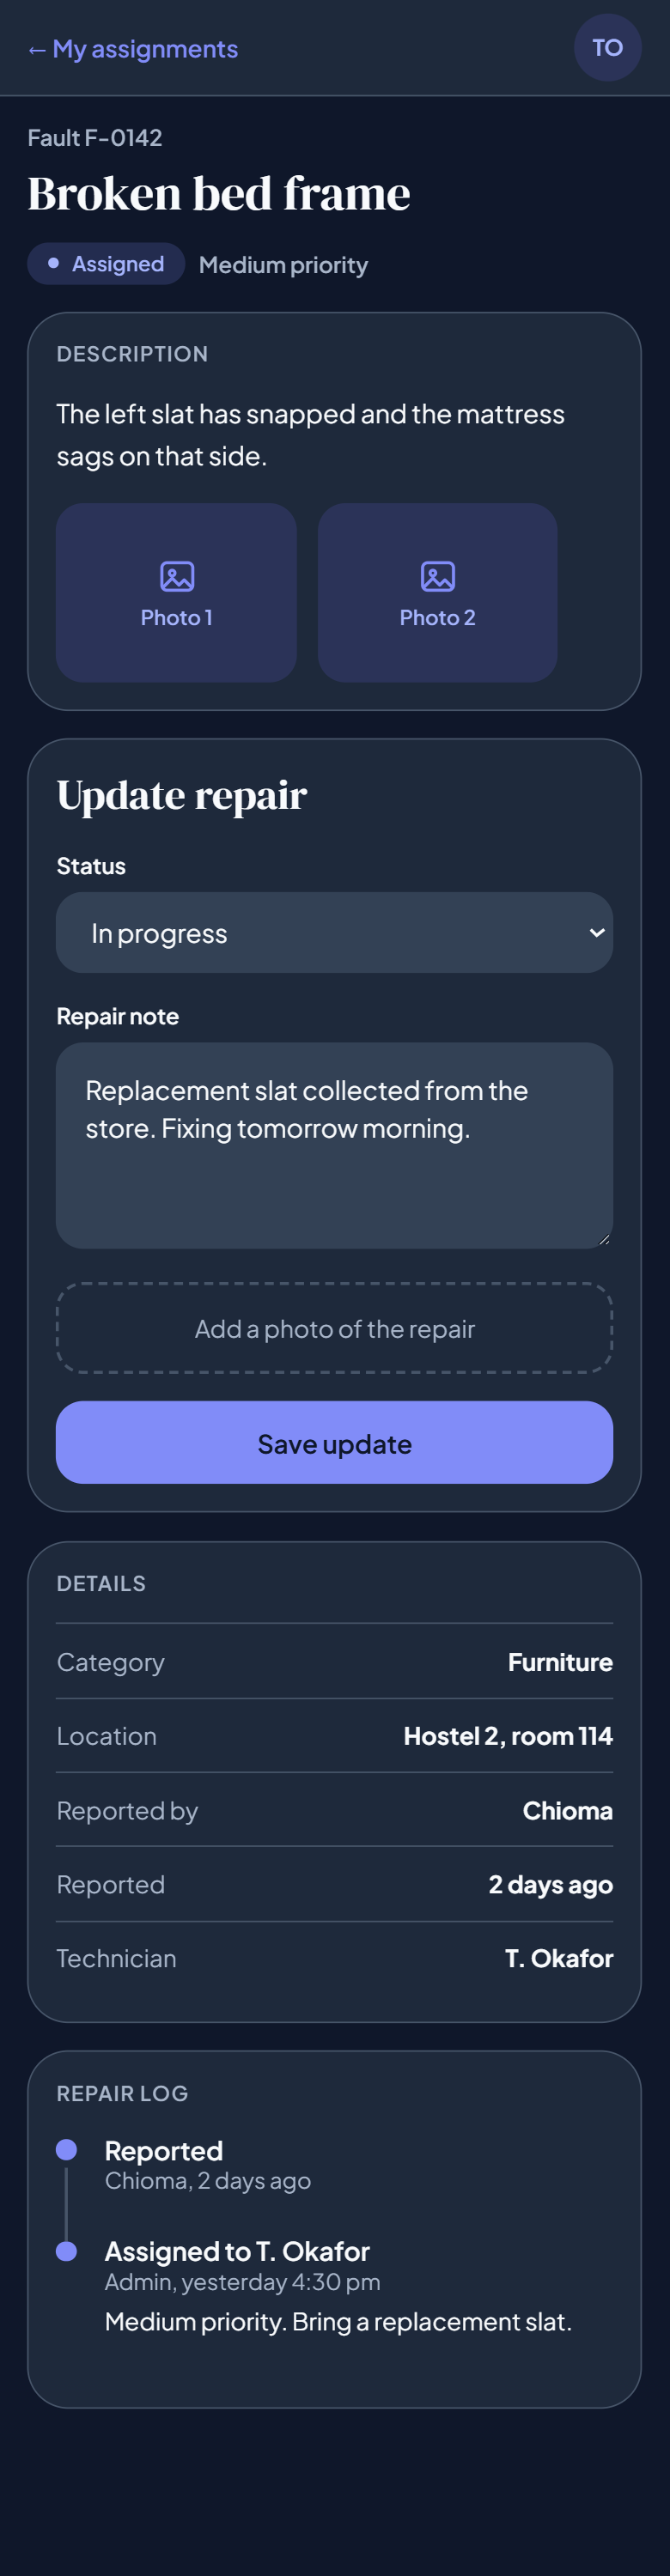 ← My assignments
TO
Fault F-0142
Broken bed frame
Assigned
Medium priority
DESCRIPTION
The left slat has snapped and the mattress
sags on that side.
Photo 1
Photo 2
Update repair
Status
In progress
Repair note
Replacement slat collected from the
store. Fixing tomorrow morning.
Add a photo of the repair
Save update
DETAILS
Category
Furniture
Location
Hostel 2, room 114
Reported by
Chioma
Reported
2 days ago
Technician
T. Okafor
REPAIR LOG
Reported
Chioma, 2 days ago
Assigned to T. Okafor
Admin, yesterday 4:30 pm
Medium priority. Bring a replacement slat.